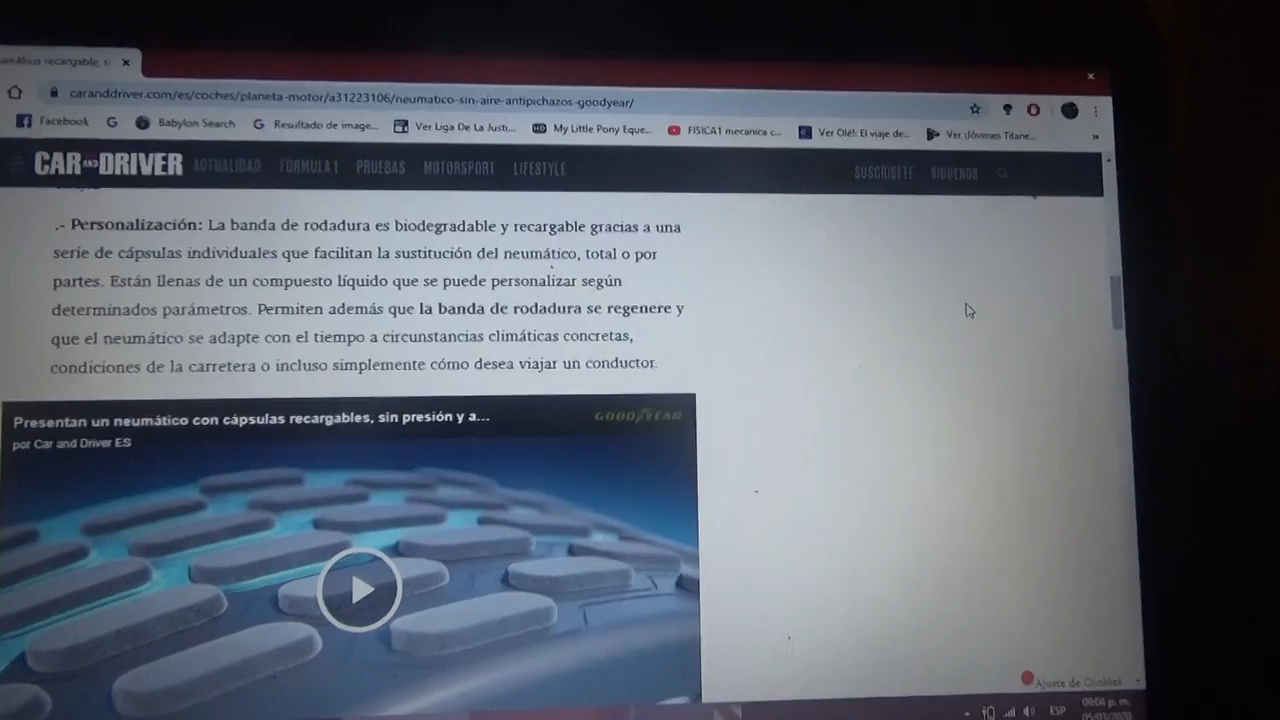 caranddriver.com/es/coches/planeta-motor/a31223106/neumatico-sin-aire-antipichazos-goodyear/
Facebook
Babylon Search
Resultado de image...
Ver Liga De La Justi...
My Little Pony Eque...
FISICA1 mecanica c...
Ver Olé!: El viaje de...
Ver Jóvenes Titane...
CAR AND DRIVER ACTUALIDAD FÓRMULA 1 PRUEBAS MOTORSPORT LIFESTYLE SUSCRÍBETE SÍGUENOS
.- Personalización: La banda de rodadura es biodegradable y recargable gracias a una
serie de cápsulas individuales que facilitan la sustitución del neumático, total o por
partes. Están llenas de un compuesto líquido que se puede personalizar según
determinados parámetros. Permiten además que la banda de rodadura se regenere y
que el neumático se adapte con el tiempo a circunstancias climáticas concretas,
condiciones de la carretera o incluso simplemente cómo desea viajar un conductor.
Presentan un neumático con cápsulas recargables, sin presión y a...
GOODYEAR
por Car and Driver ES
Ajuste de Cookies
ESP
09:04 p. m.